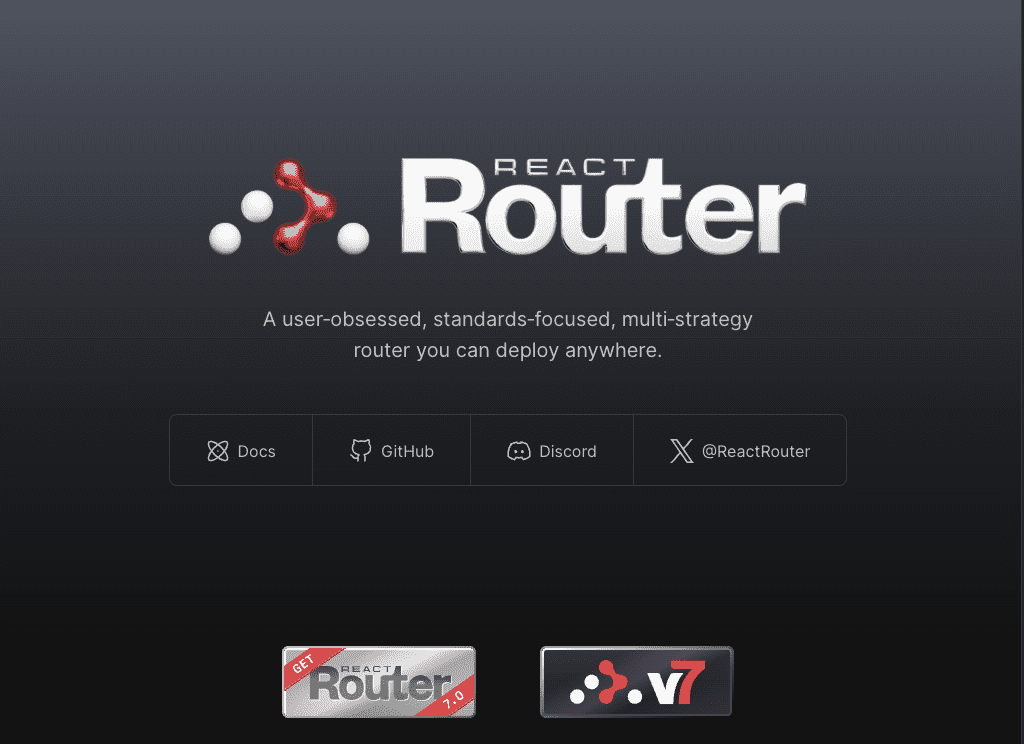 REACT
Router
A user-obsessed, standards-focused, multi-strategy
router you can deploy anywhere.
Docs
GitHub
Discord
@ReactRouter
GET
REACT
Router
7.0
v7